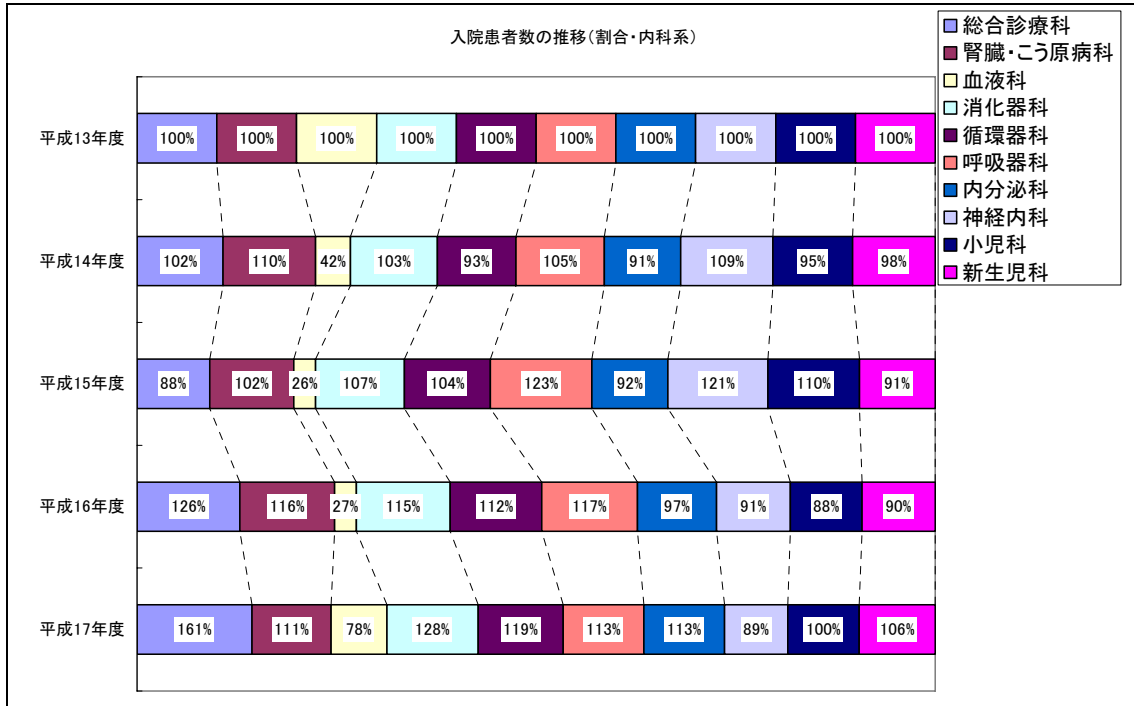 入院患者数の推移(割合・内科系)
総合診療科
腎臓・こう原病科
血液科
消化器科
循環器科
呼吸器科
内分泌科
神経内科
小児科
新生児科
平成13年度 100% 100% 100% 100% 100% 100% 100% 100% 100% 100%
平成14年度 102% 110% 42% 103% 93% 105% 91% 109% 95% 98%
平成15年度 88% 102% 26% 107% 104% 123% 92% 121% 110% 91%
平成16年度 126% 116% 27% 115% 112% 117% 97% 91% 88% 90%
平成17年度 161% 111% 78% 128% 119% 113% 113% 89% 100% 106%